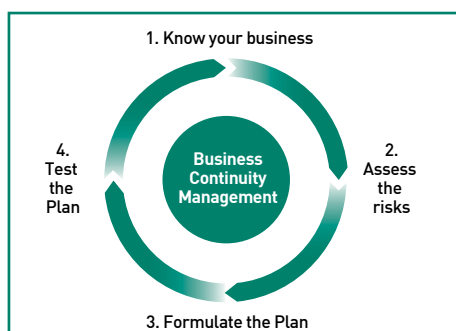 1. Know your business
2.
Assess
the
risks
3. Formulate the Plan
4.
Test
the
Plan
Business
Continuity
Management